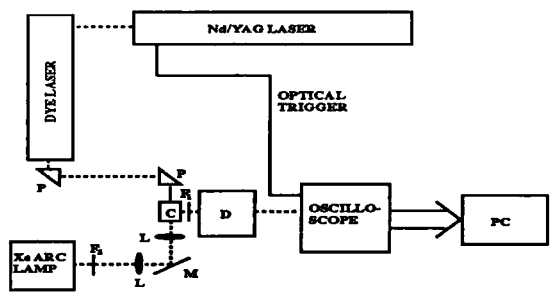 Nd/YAG LASER
DYE LASER
OPTICAL
TRIGGER
P
P
F1
C
D
OSCILLO-
SCOPE
PC
L
Xe ARC
LAMP
F2
L
M